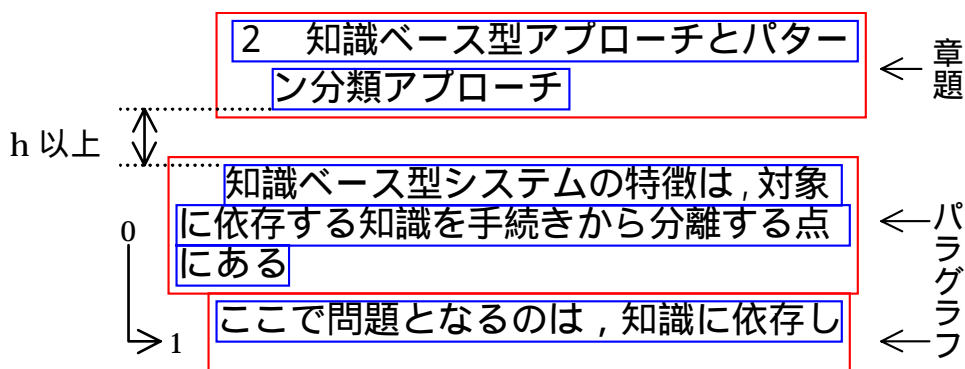 2　知識ベース型アプローチとパター
ン分類アプローチ
章題
h 以上
知識ベース型システムの特徴は,対象
に依存する知識を手続きから分離する点
にある
0
パラグラフ
ここで問題となるのは,知識に依存し
1